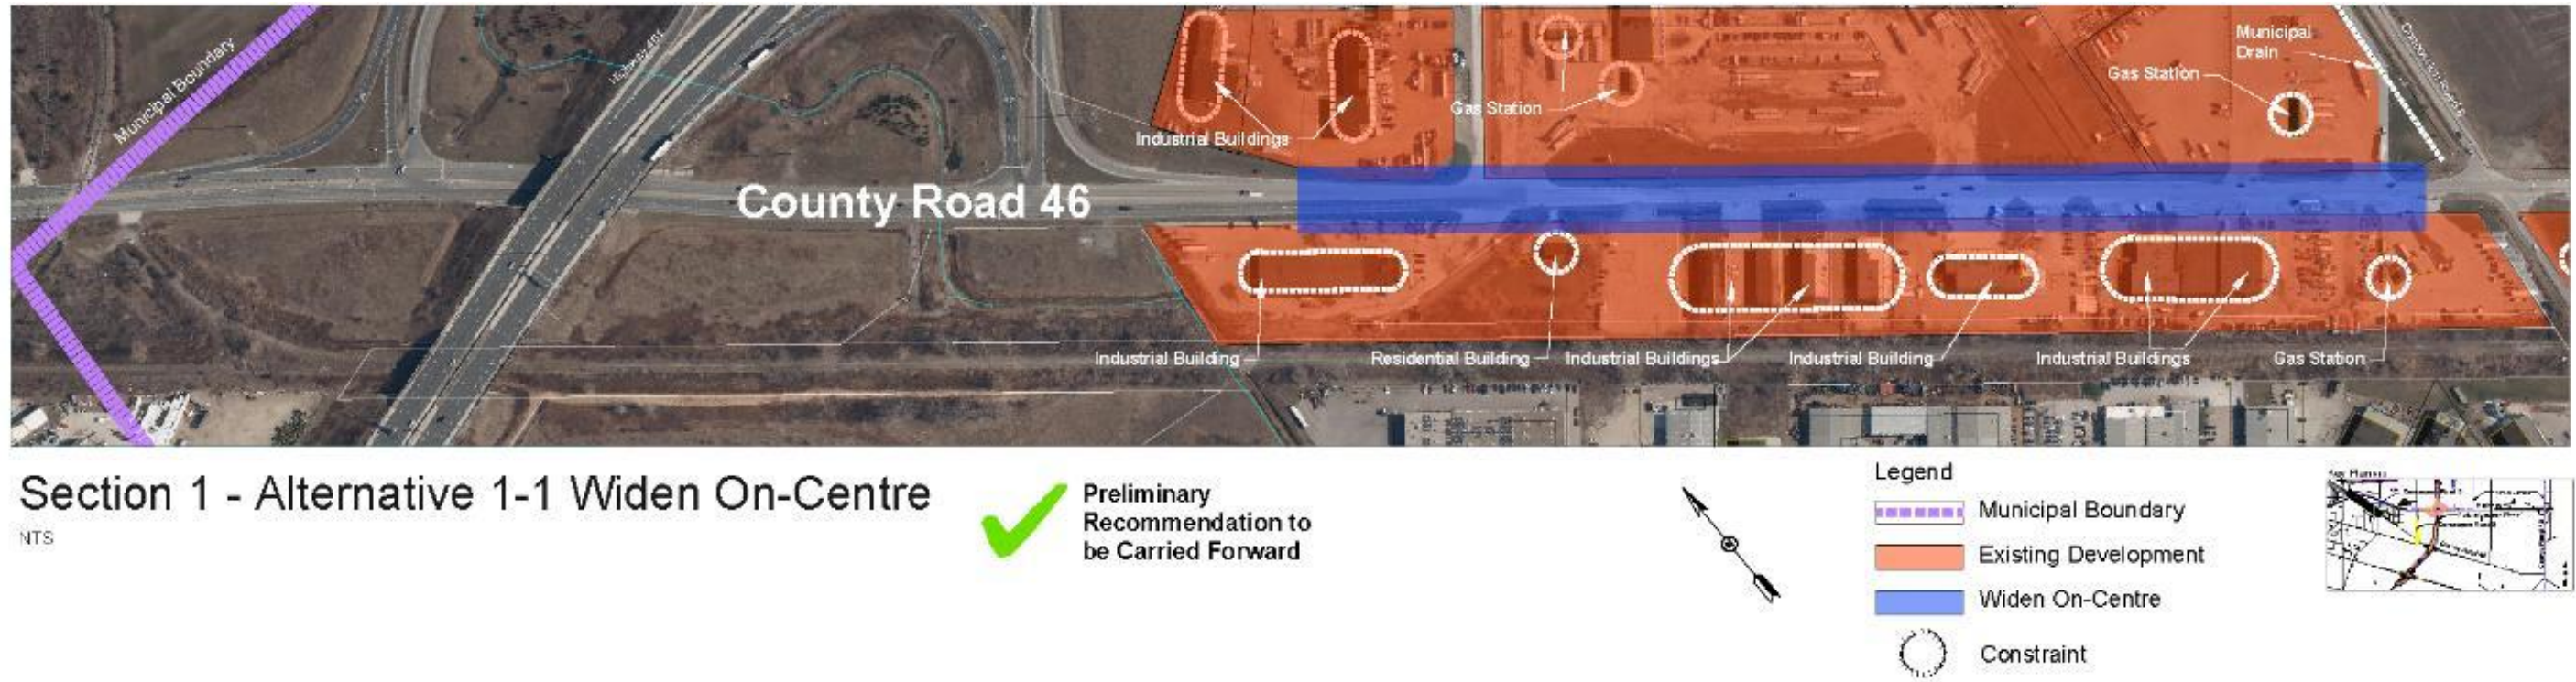 Municipal Boundary
Highway 401
Municipal
Drain
Gas Station
Gas Station
Industrial Buildings
County Road 46
Industrial Building
Residential Building
Industrial Buildings
Industrial Building
Industrial Buildings
Gas Station
Section 1 - Alternative 1-1 Widen On-Centre
NTS
Preliminary
Recommendation to
be Carried Forward
Legend
Municipal Boundary
Existing Development
Widen On-Centre
Constraint